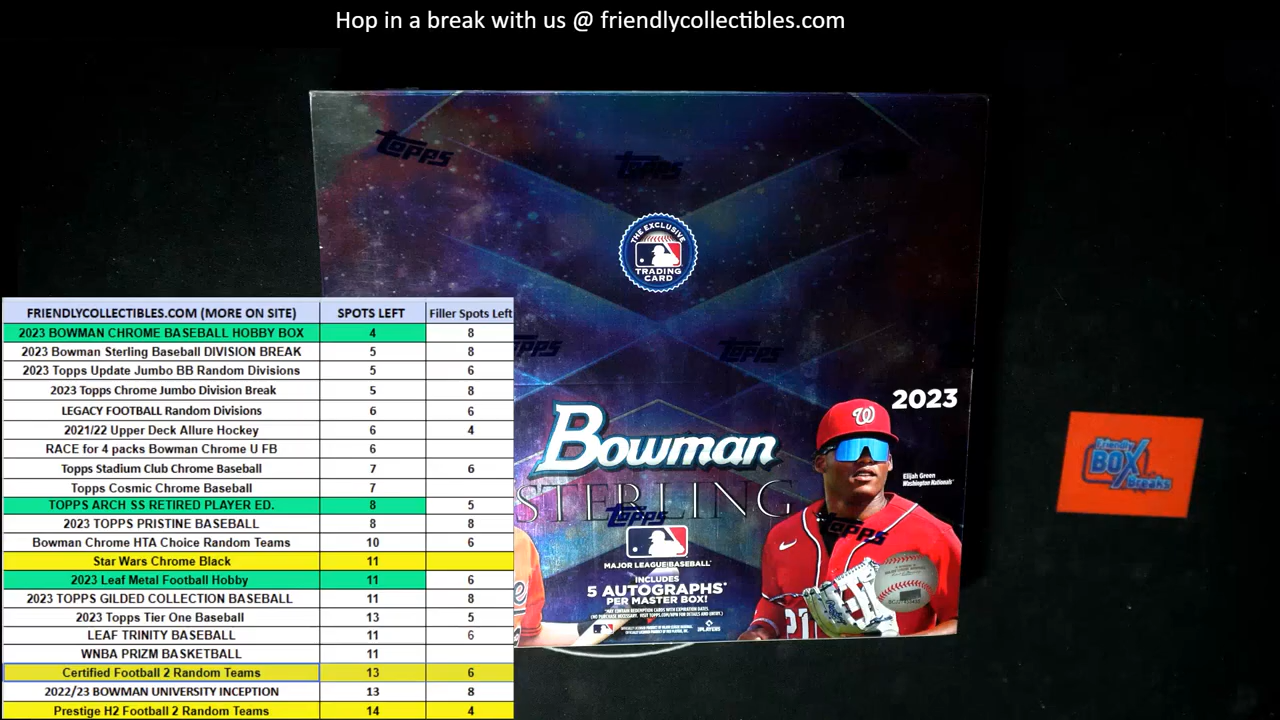 Hop in a break with us @ friendlycollectibles.com
topps
topps
THE EXCLUSIVE
TRADING
CARD
topps
topps
2023
Bowman
STERLING
topps
Elijah Green
Washington Nationals
topps
MAJOR LEAGUE BASEBALL
INCLUDES
5 AUTOGRAPHS*
PER MASTER BOX!
PLAYERS
Friendly
BOX
Breaks
FRIENDLYCOLLECTIBLES.COM (MORE ON SITE) SPOTS LEFT Filler Spots Left
2023 BOWMAN CHROME BASEBALL HOBBY BOX 4 8
2023 Bowman Sterling Baseball DIVISION BREAK 5 8
2023 Topps Update Jumbo BB Random Divisions 5 6
2023 Topps Chrome Jumbo Division Break 5 8
LEGACY FOOTBALL Random Divisions 6 6
2021/22 Upper Deck Allure Hockey 6 4
RACE for 4 packs Bowman Chrome U FB 6
Topps Stadium Club Chrome Baseball 7 6
Topps Cosmic Chrome Baseball 7
TOPPS ARCH SS RETIRED PLAYER ED. 8 5
2023 TOPPS PRISTINE BASEBALL 8 8
Bowman Chrome HTA Choice Random Teams 10 6
Star Wars Chrome Black 11
2023 Leaf Metal Football Hobby 11 6
2023 TOPPS GILDED COLLECTION BASEBALL 11 8
2023 Topps Tier One Baseball 13 5
LEAF TRINITY BASEBALL 11 6
WNBA PRIZM BASKETBALL 11
Certified Football 2 Random Teams 13 6
2022/23 BOWMAN UNIVERSITY INCEPTION 13 8
Prestige H2 Football 2 Random Teams 14 4